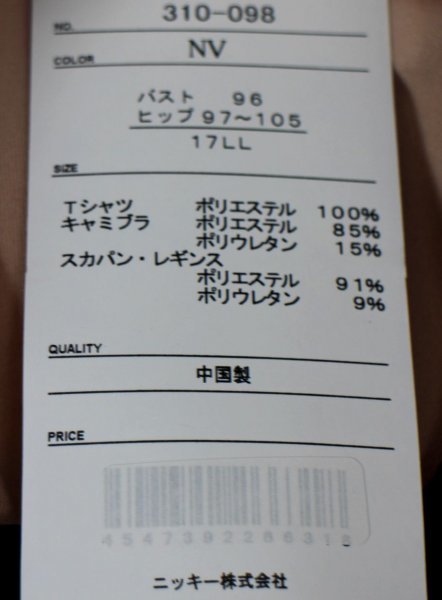 NO. 310-098
COLOR NV
バスト 96
ヒップ 97〜105
17LL
SIZE
Tシャツ ポリエステル 100%
キャミブラ ポリエステル 85%
ポリウレタン 15%
スカパン・レギンス
ポリエステル 91%
ポリウレタン 9%
QUALITY
中国製
PRICE
4547392286318
ニッキー株式会社